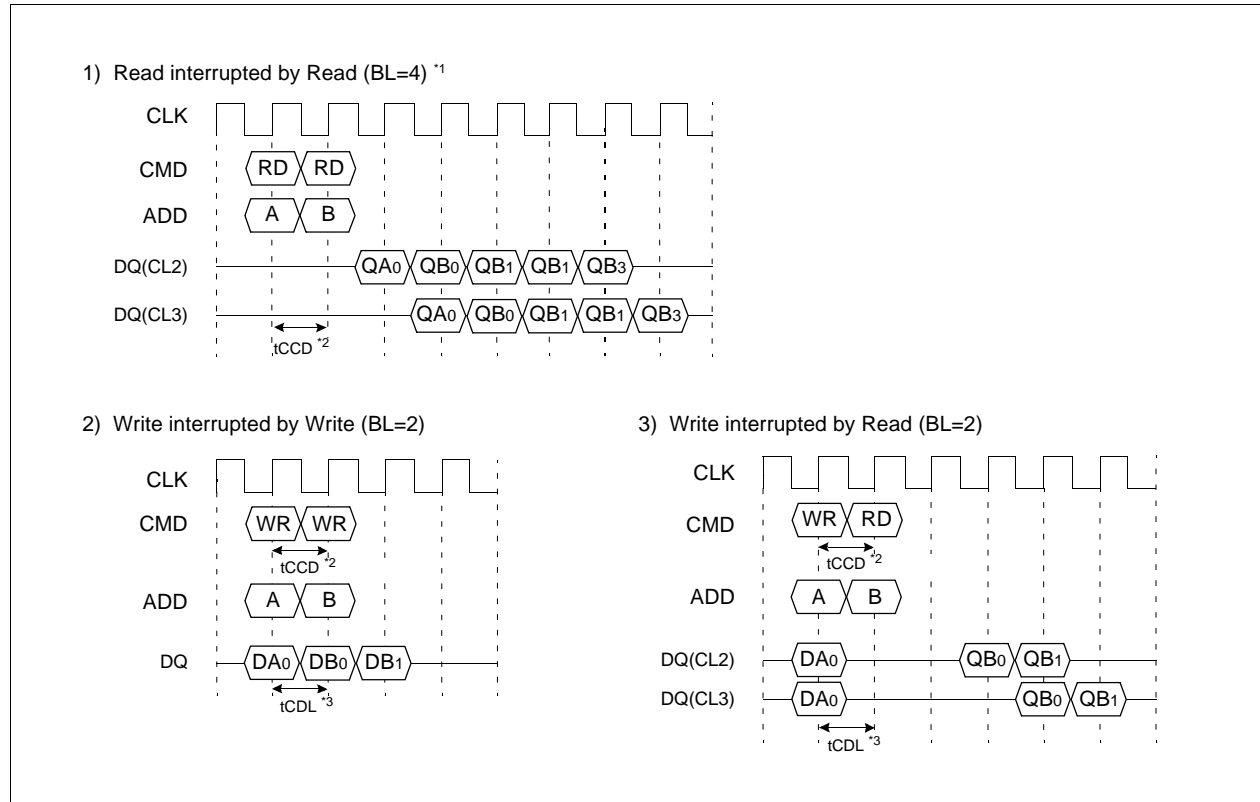 1) Read interrupted by Read (BL=4) *1
CLK
CMD RD RD
ADD A B
DQ(CL2) QA0 QB0 QB1 QB1 QB3
DQ(CL3) QA0 QB0 QB1 QB1 QB3
tCCD *2
2) Write interrupted by Write (BL=2)
CLK
CMD WR WR
tCCD *2
ADD A B
DQ DA0 DB0 DB1
tCDL *3
3) Write interrupted by Read (BL=2)
CLK
CMD WR RD
tCCD *2
ADD A B
DQ(CL2) DA0 QB0 QB1
DQ(CL3) DA0 QB0 QB1
tCDL *3